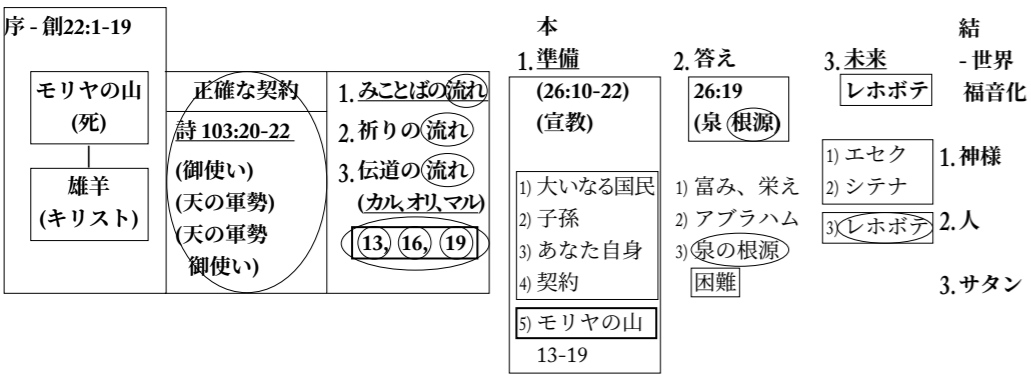 序 - 創22:1-19
モリヤの山
(死)
雄羊
(キリスト)
正確な契約
詩 103:20-22
(御使い)
(天の軍勢)
(天の軍勢
御使い)
1. みことばの流れ
2. 祈りの流れ
3. 伝道の流れ
(カル、オリ、マル)
13, 16, 19
本
1. 準備
(26:10-22)
(宣教)
1) 大いなる国民
2) 子孫
3) あなた自身
4) 契約
5) モリヤの山
13-19
2. 答え
26:19
(泉 根源)
1) 富み、栄え
2) アブラハム
3) 泉の根源
困難
3. 未来
レホボテ
1) エセク
2) シテナ
3) レホボテ
結
- 世界
福音化
1. 神様
2. 人
3. サタン